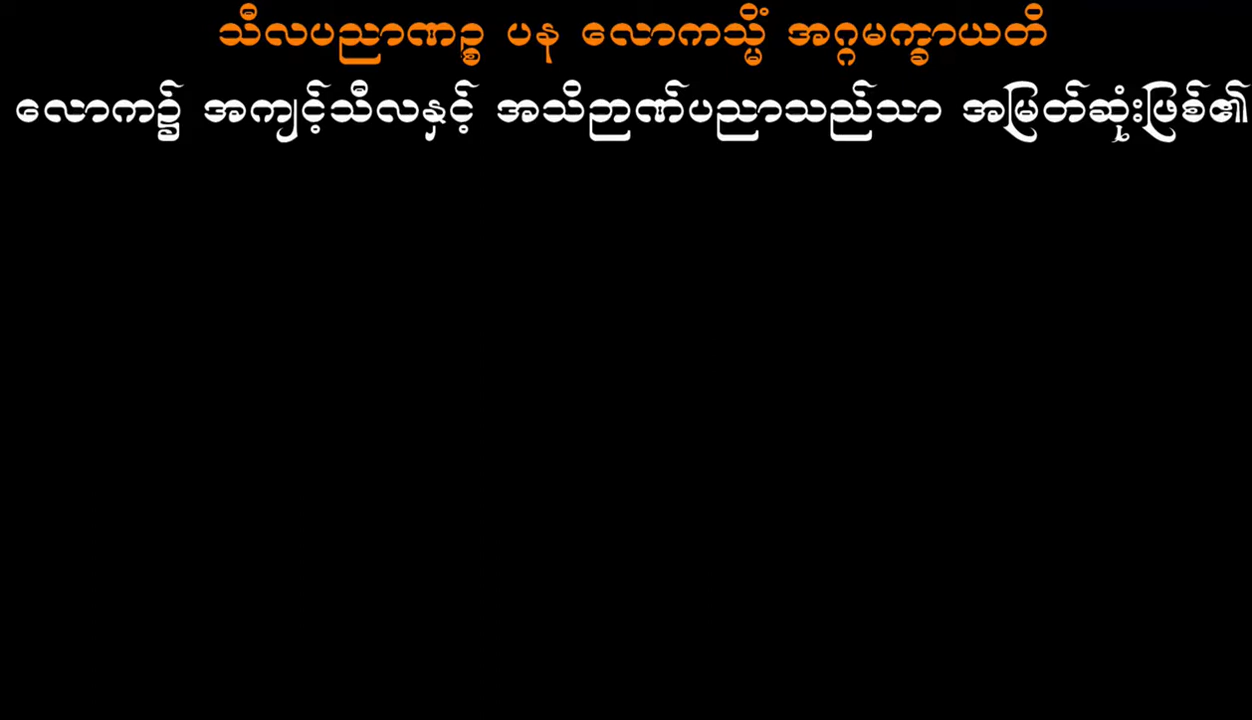 သီလပညာဏဉ္စ ပန လောကသ္မိံ အဂ္ဂမက္ခာယတိ
လောက၌ အကျင့်သီလနှင့် အသိဉာဏ်ပညာသည်သာ အမြတ်ဆုံးဖြစ်၏